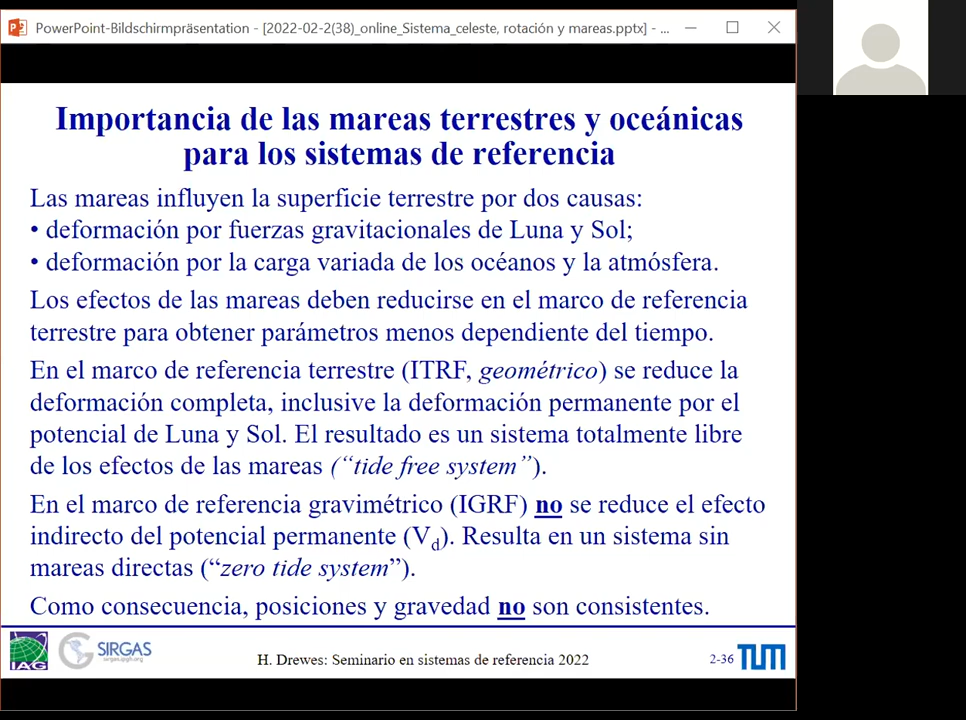 PowerPoint-Bildschirmpräsentation - [2022-02-2(38)_online_Sistema_celeste, rotación y mareas.pptx] - ...
Importancia de las mareas terrestres y oceánicas
para los sistemas de referencia
Las mareas influyen la superficie terrestre por dos causas:
• deformación por fuerzas gravitacionales de Luna y Sol;
• deformación por la carga variada de los océanos y la atmósfera.
Los efectos de las mareas deben reducirse en el marco de referencia
terrestre para obtener parámetros menos dependiente del tiempo.
En el marco de referencia terrestre (ITRF, geométrico) se reduce la
deformación completa, inclusive la deformación permanente por el
potencial de Luna y Sol. El resultado es un sistema totalmente libre
de los efectos de las mareas (“tide free system”).
En el marco de referencia gravimétrico (IGRF) no se reduce el efecto
indirecto del potencial permanente (Vd). Resulta en un sistema sin
mareas directas (“zero tide system”).
Como consecuencia, posiciones y gravedad no son consistentes.
IAG
SIRGAS
sirgas.ipgh.org
H. Drewes: Seminario en sistemas de referencia 2022
2-36
TUM